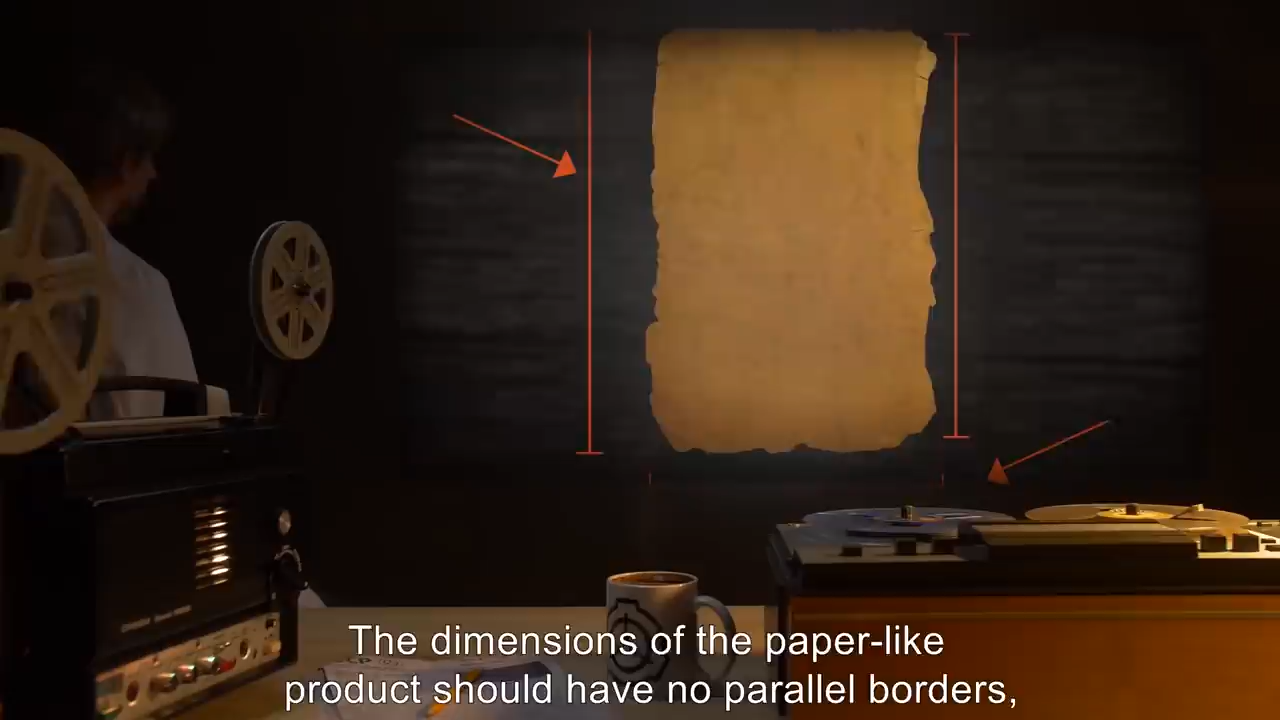 The dimensions of the paper-like
product should have no parallel borders,